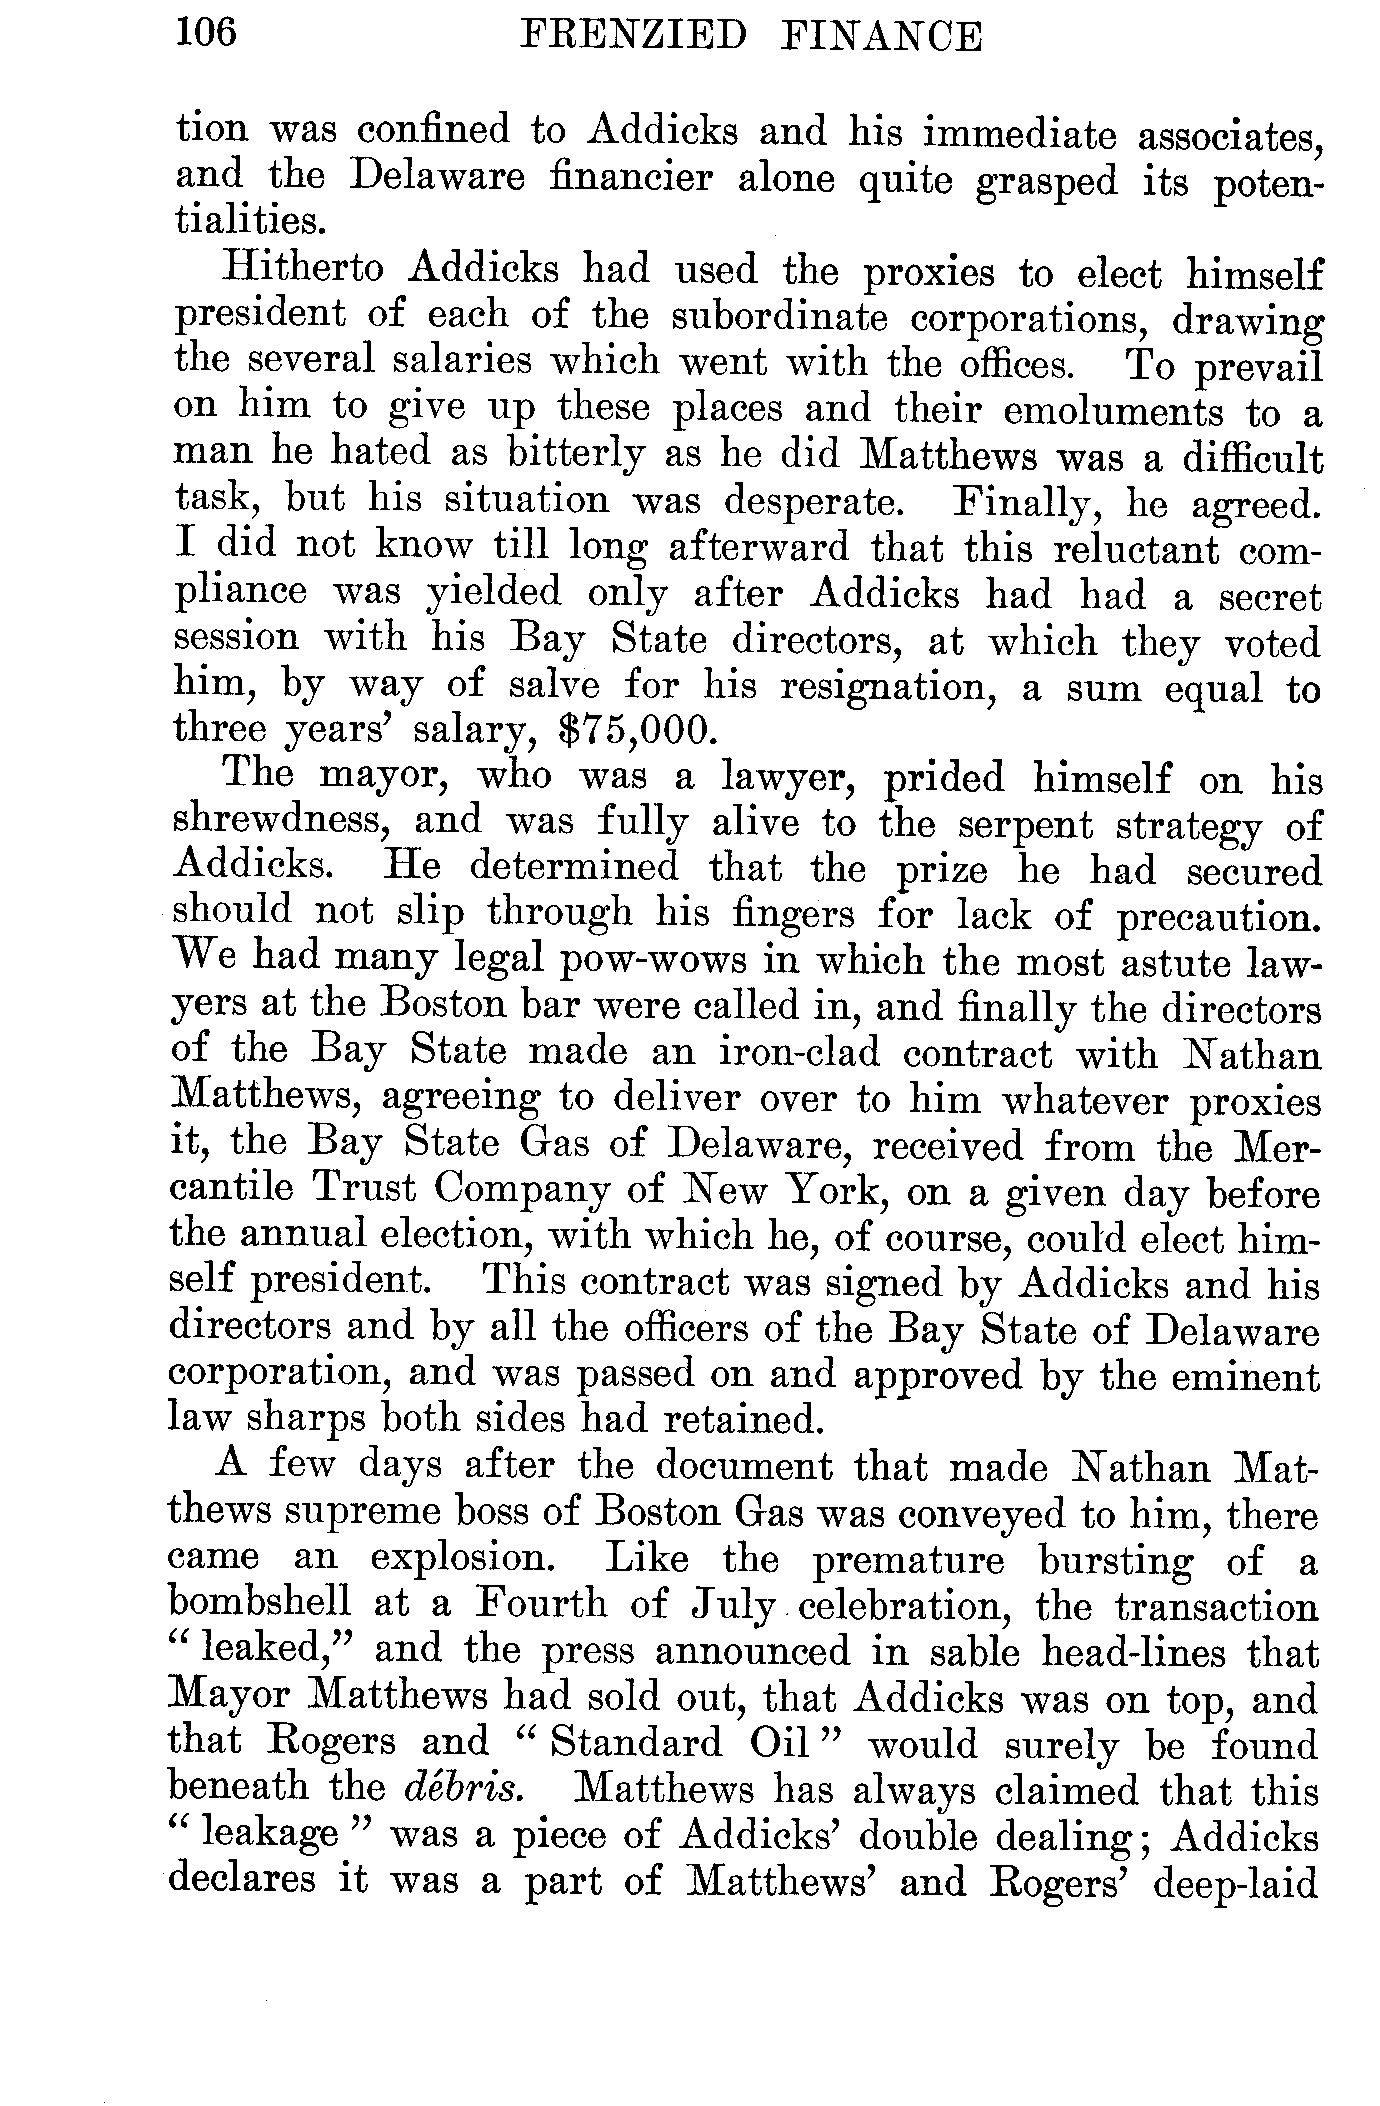 106 FRENZIED FINANCE
tion was confined to Addicks and his immediate associates,
and the Delaware financier alone quite grasped its poten-
tialities.
Hitherto Addicks had used the proxies to elect himself
president of each of the subordinate corporations, drawing
the several salaries which went with the offices. To prevail
on him to give up these places and their emoluments to a
man he hated as bitterly as he did Matthews was a difficult
task, but his situation was desperate. Finally, he agreed.
I did not know till long afterward that this reluctant com-
pliance was yielded only after Addicks had had a secret
session with his Bay State directors, at which they voted
him, by way of salve for his resignation, a sum equal to
three years' salary, $75,000.
The mayor, who was a lawyer, prided himself on his
shrewdness, and was fully alive to the serpent strategy of
Addicks. He determined that the prize he had secured
should not slip through his fingers for lack of precaution.
We had many legal pow-wows in which the most astute law-
yers at the Boston bar were called in, and finally the directors
of the Bay State made an iron-clad contract with Nathan
Matthews, agreeing to deliver over to him whatever proxies
it, the Bay State Gas of Delaware, received from the Mer-
cantile Trust Company of New York, on a given day before
the annual election, with which he, of course, could elect him-
self president. This contract was signed by Addicks and his
directors and by all the officers of the Bay State of Delaware
corporation, and was passed on and approved by the eminent
law sharps both sides had retained.
A few days after the document that made Nathan Mat-
thews supreme boss of Boston Gas was conveyed to him, there
came an explosion. Like the premature bursting of a
bombshell at a Fourth of July celebration, the transaction
"leaked," and the press announced in sable head-lines that
Mayor Matthews had sold out, that Addicks was on top, and
that Rogers and "Standard Oil" would surely be found
beneath the débris. Matthews has always claimed that this
"leakage" was a piece of Addicks' double dealing; Addicks
declares it was a part of Matthews' and Rogers' deep-laid